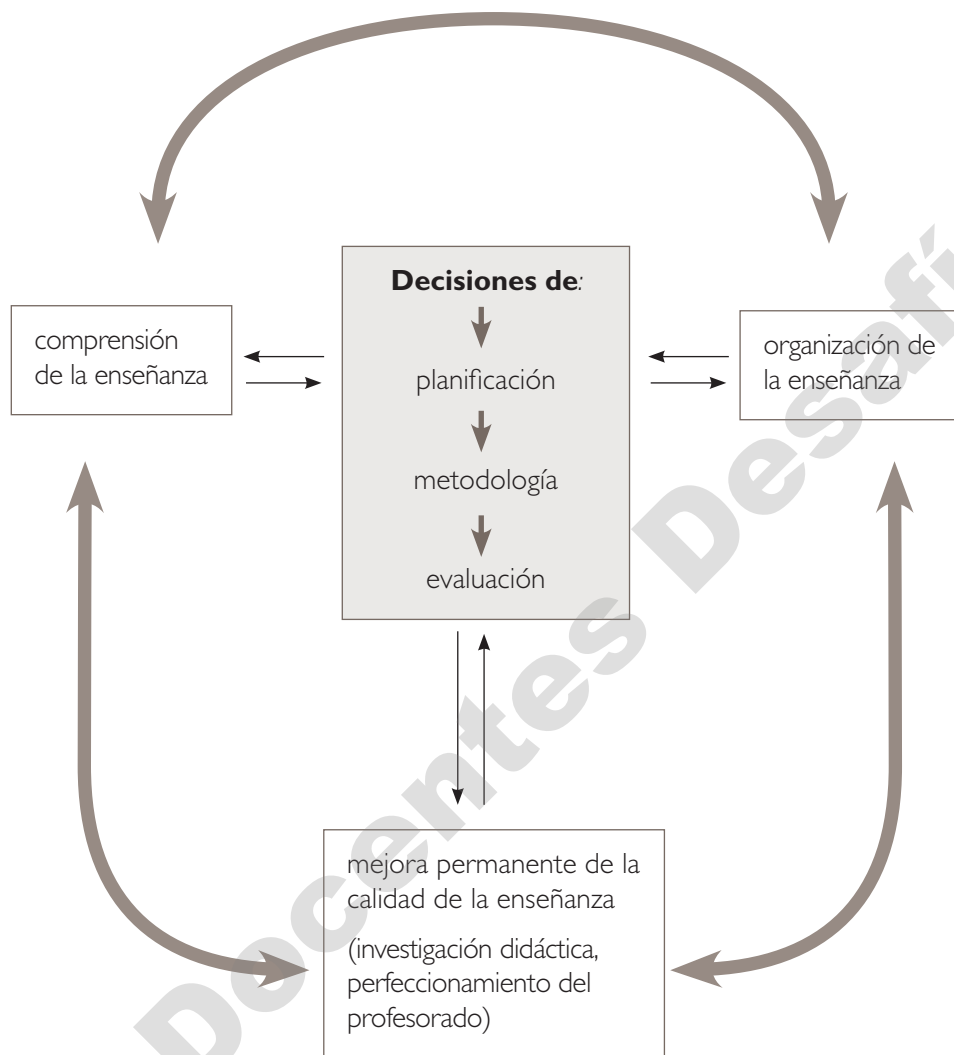 Decisiones de:
comprensión
de la enseñanza
planificación
metodología
evaluación
organización de
la enseñanza
mejora permanente de la
calidad de la enseñanza
(investigación didáctica,
perfeccionamiento del
profesorado)
Docentes Desafí